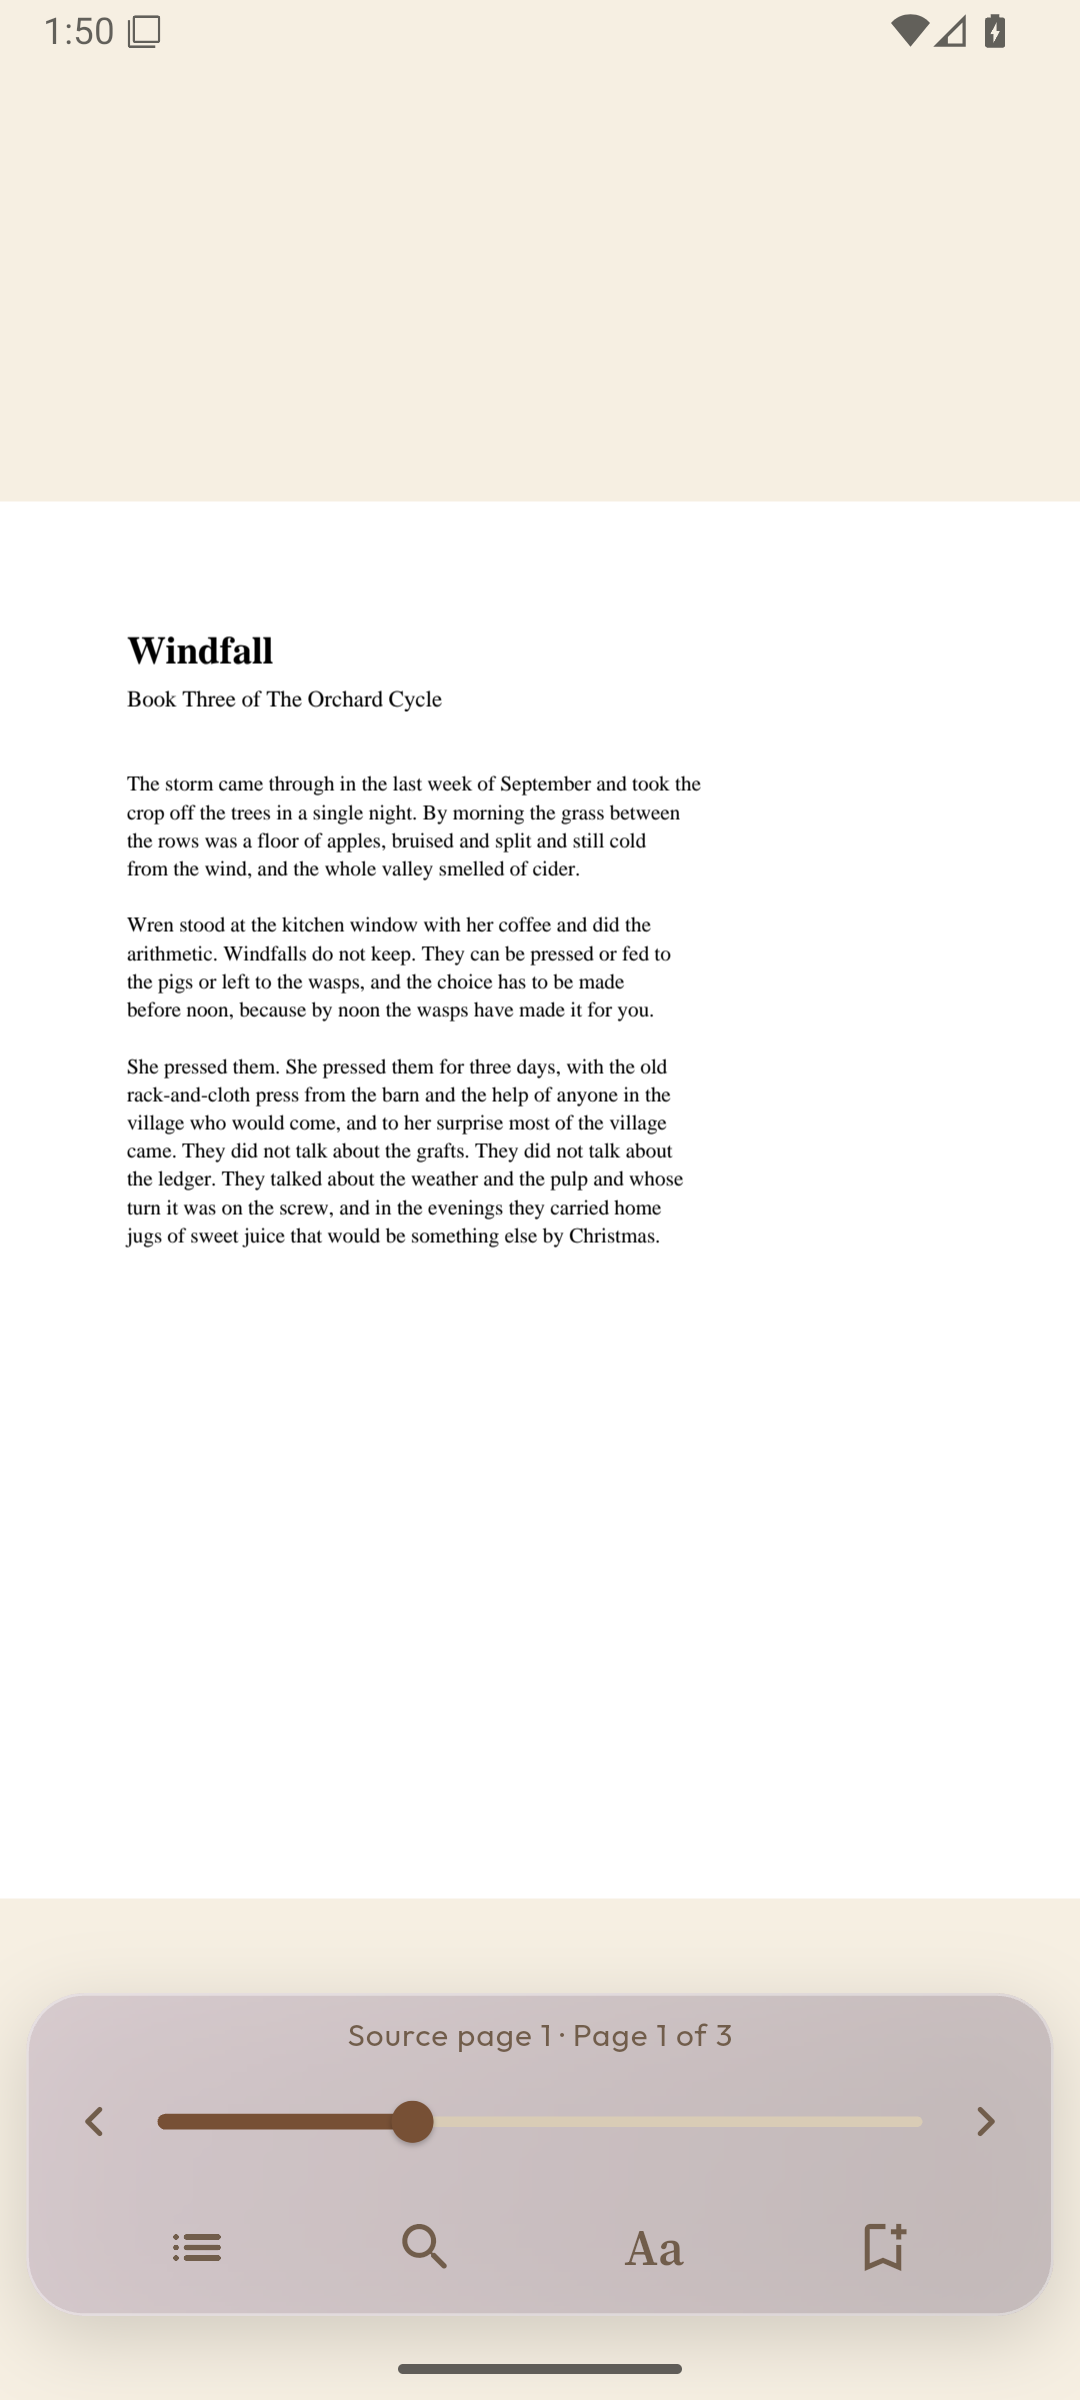 1:50
Windfall
Book Three of The Orchard Cycle
The storm came through in the last week of September and took the
crop off the trees in a single night. By morning the grass between
the rows was a floor of apples, bruised and split and still cold
from the wind, and the whole valley smelled of cider.
Wren stood at the kitchen window with her coffee and did the
arithmetic. Windfalls do not keep. They can be pressed or fed to
the pigs or left to the wasps, and the choice has to be made
before noon, because by noon the wasps have made it for you.
She pressed them. She pressed them for three days, with the old
rack-and-cloth press from the barn and the help of anyone in the
village who would come, and to her surprise most of the village
came. They did not talk about the grafts. They did not talk about
the ledger. They talked about the weather and the pulp and whose
turn it was on the screw, and in the evenings they carried home
jugs of sweet juice that would be something else by Christmas.
Source page 1 · Page 1 of 3
Aa